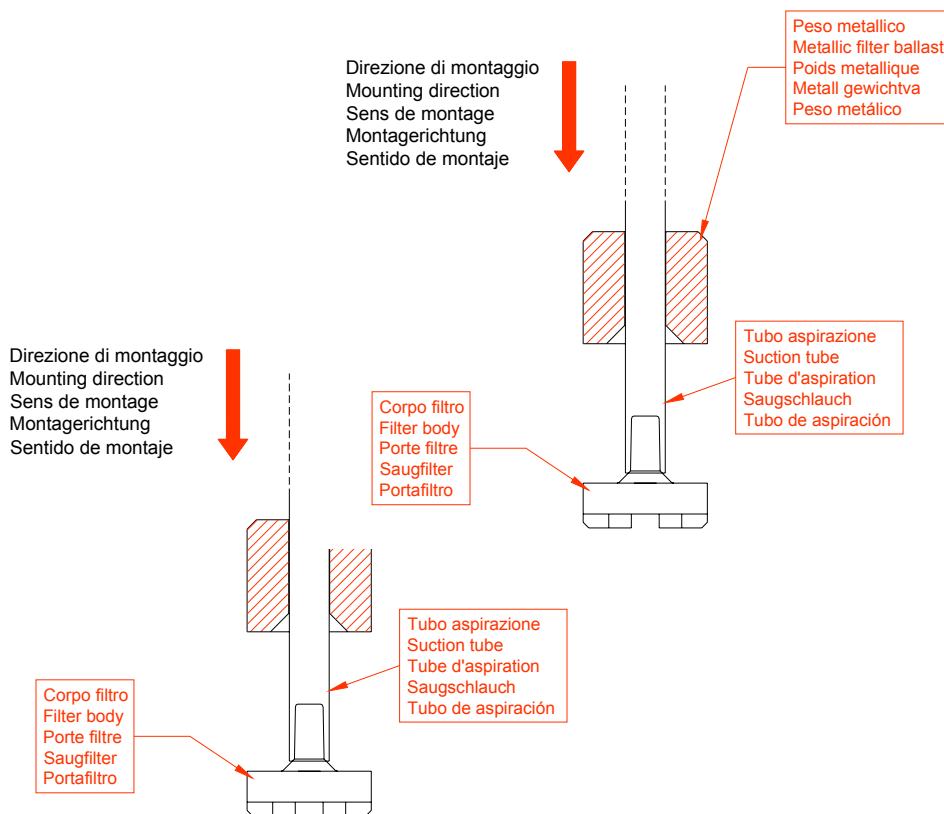 Peso metallico
Metallic filter ballast
Poids metallique
Metall gewichtva
Peso metálico
Direzione di montaggio
Mounting direction
Sens de montage
Montagerichtung
Sentido de montaje
Tubo aspirazione
Suction tube
Tube d'aspiration
Saugschlauch
Tubo de aspiración
Corpo filtro
Filter body
Porte filtre
Saugfilter
Portafiltro
Direzione di montaggio
Mounting direction
Sens de montage
Montagerichtung
Sentido de montaje
Tubo aspirazione
Suction tube
Tube d'aspiration
Saugschlauch
Tubo de aspiración
Corpo filtro
Filter body
Porte filtre
Saugfilter
Portafiltro